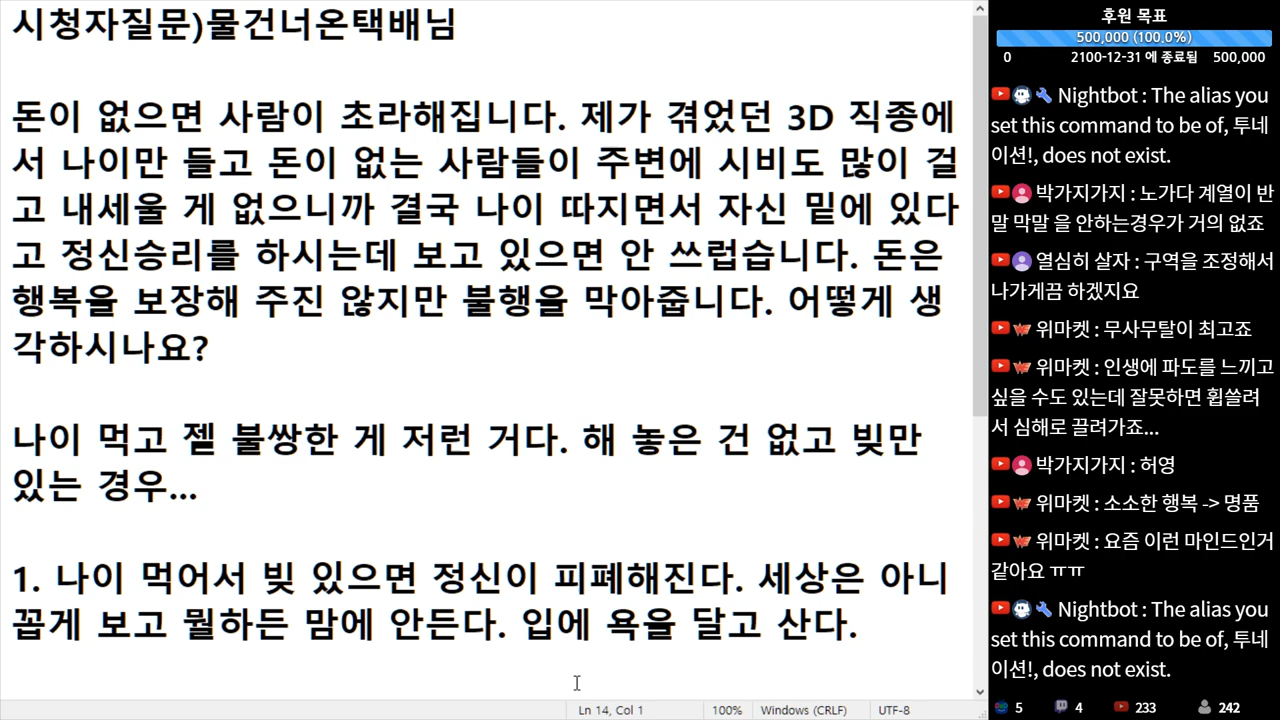 시청자질문)물건너온택배님
돈이 없으면 사람이 초라해집니다. 제가 겪었던 3D 직종에
서 나이만 들고 돈이 없는 사람들이 주변에 시비도 많이 걸
고 내세울 게 없으니까 결국 나이 따지면서 자신 밑에 있다
고 정신승리를 하시는데 보고 있으면 안 쓰럽습니다. 돈은
행복을 보장해 주진 않지만 불행을 막아줍니다. 어떻게 생
각하시나요?
나이 먹고 젤 불쌍한 게 저런 거다. 해 놓은 건 없고 빚만
있는 경우...
1. 나이 먹어서 빚 있으면 정신이 피폐해진다. 세상은 아니
꼽게 보고 뭘하든 맘에 안든다. 입에 욕을 달고 산다.
Ln 14, Col 1
100%
Windows (CRLF)
UTF-8
후원 목표
500,000 (100.0%)
0
2100-12-31 에 종료됨
500,000
Nightbot : The alias you
set this command to be of, 투네
이션!, does not exist.
박가지가지 : 노가다 계열이 반
말 막말 을 안하는경우가 거의 없죠
열심히 살자 : 구역을 조정해서
나가게끔 하겠지요
위마켓 : 무사무탈이 최고죠
위마켓 : 인생에 파도를 느끼고
싶을 수도 있는데 잘못하면 휩쓸려
서 심해로 끌려가죠...
박가지가지 : 허영
위마켓 : 소소한 행복 -> 명품
위마켓 : 요즘 이런 마인드인거
같아요 ㅠㅠ
Nightbot : The alias you
set this command to be of, 투네
이션!, does not exist.
5
4
233
242